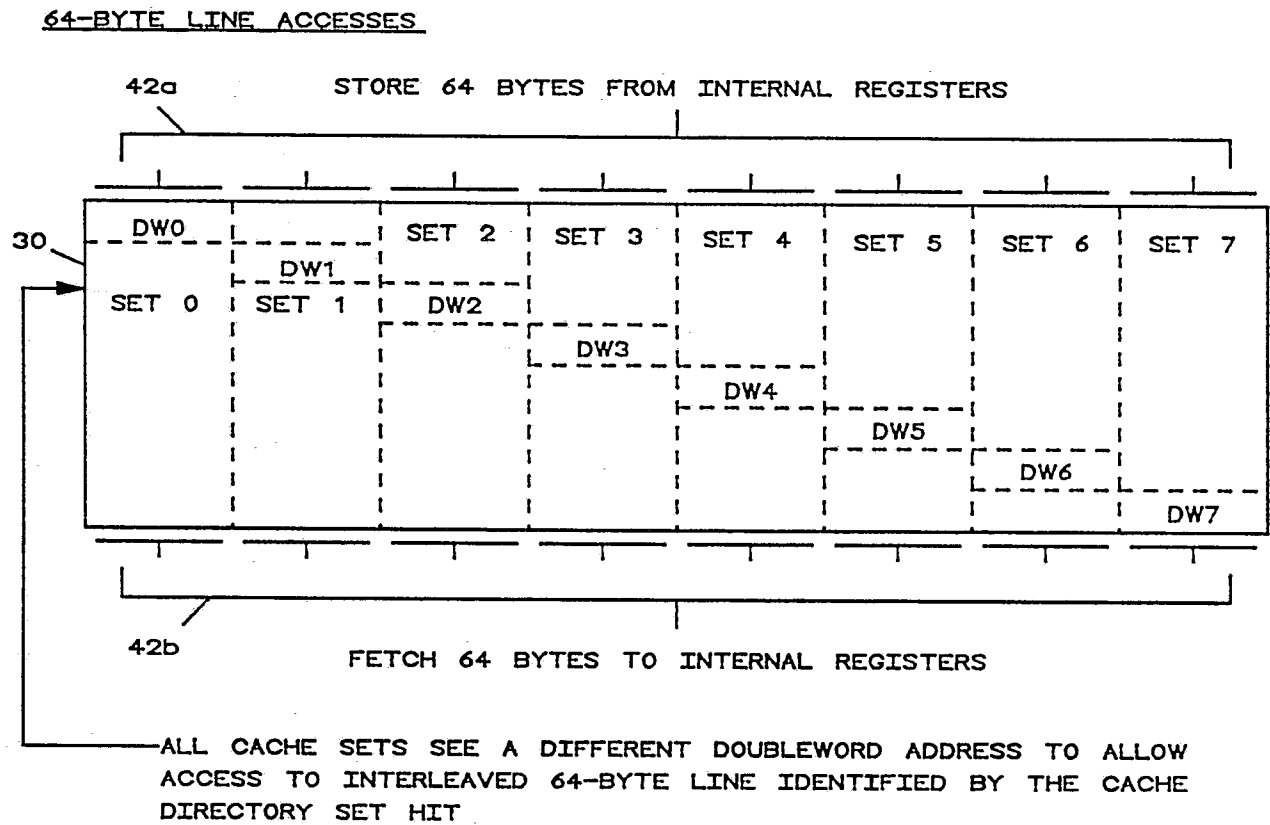 64-BYTE LINE ACCESSES
42a STORE 64 BYTES FROM INTERNAL REGISTERS
DW0 SET 2 SET 3 SET 4 SET 5 SET 6 SET 7
30
DW1
SET 0 SET 1 DW2
DW3
DW4
DW5
DW6
DW7
42b
FETCH 64 BYTES TO INTERNAL REGISTERS
ALL CACHE SETS SEE A DIFFERENT DOUBLEWORD ADDRESS TO ALLOW
ACCESS TO INTERLEAVED 64-BYTE LINE IDENTIFIED BY THE CACHE
DIRECTORY SET HIT